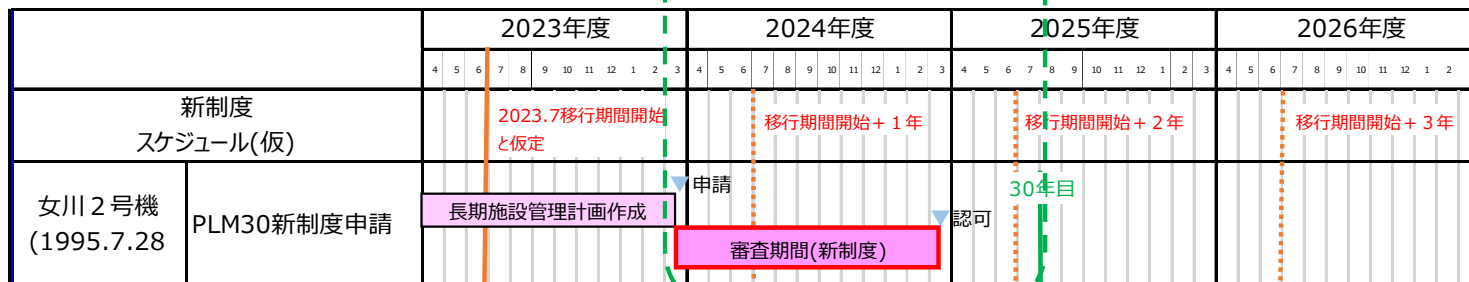 2023年度 2024年度 2025年度 2026年度
4 5 6 7 8 9 10 11 12 1 2 3 4 5 6 7 8 9 10 11 12 1 2 3 4 5 6 7 8 9 10 11 12 1 2 3 4 5 6 7 8 9 10 11 12 1 2
新制度
スケジュール(仮)
2023.7移行期間開始
と仮定
移行期間開始+1年
移行期間開始+2年
移行期間開始+3年
女川2号機
(1995.7.28
PLM30新制度申請
長期施設管理計画作成
申請
審査期間(新制度)
認可
30年目